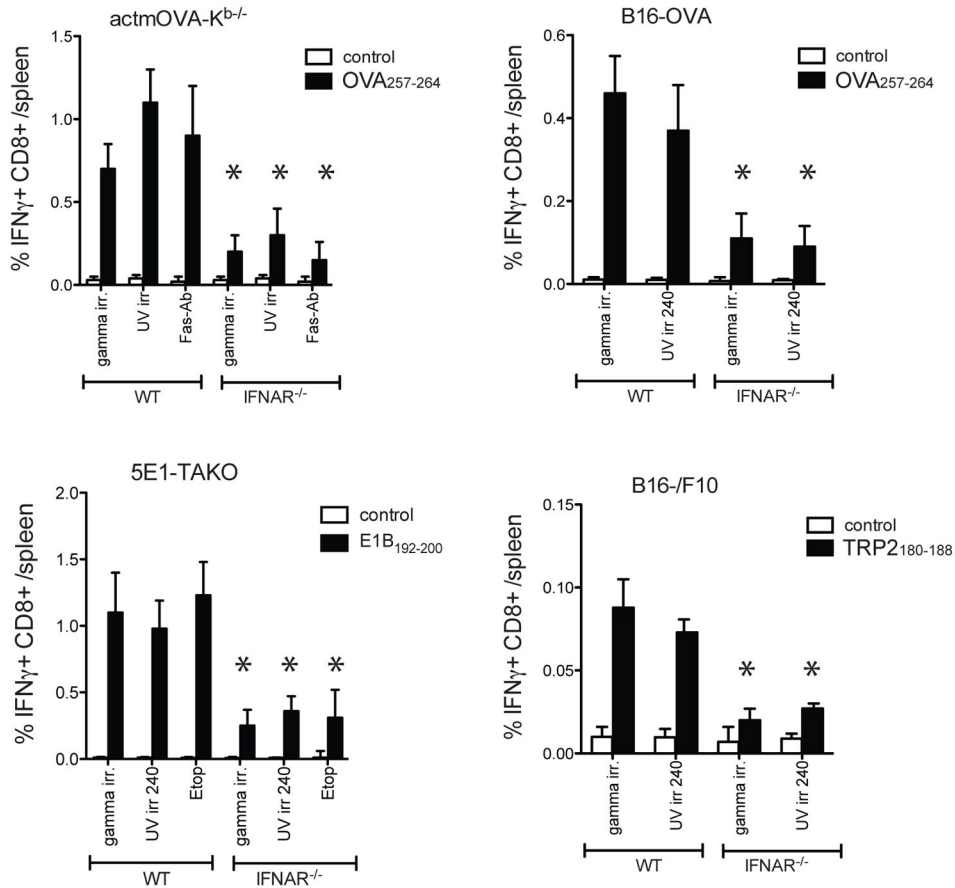 actmOVA-Kb-/-
% IFNγ+ CD8+ /spleen
1.5
1.0
0.5
0.0
control
OVA257-264
* * *
gamma irr.
UV irr
Fas-Ab
gamma irr.
UV irr
Fas-Ab
WT
IFNAR-/-
B16-OVA
% IFNγ+ CD8+ /spleen
0.6
0.4
0.2
0.0
control
OVA257-264
* *
gamma irr.
UV irr 240
gamma irr.
UV irr 240
WT
IFNAR-/-
5E1-TAKO
% IFNγ+ CD8+ /spleen
2.0
1.5
1.0
0.5
0.0
control
E1B192-200
* * *
gamma irr.
UV irr 240
Etop
gamma irr.
UV irr 240
Etop
WT
IFNAR-/-
B16-/F10
% IFNγ+ CD8+ /spleen
0.15
0.10
0.05
0.00
control
TRP2180-188
* *
gamma irr.
UV irr 240
gamma irr.
UV irr 240
WT
IFNAR-/-